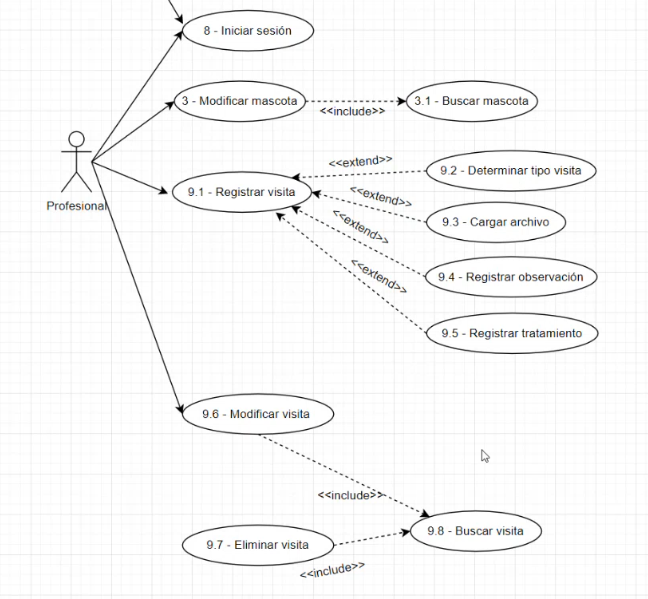 8 - Iniciar sesión
3 - Modificar mascota
<<include>>
3.1 - Buscar mascota
Profesional
9.1 - Registrar visita
<<extend>>
9.2 - Determinar tipo visita
<<extend>>
9.3 - Cargar archivo
<<extend>>
9.4 - Registrar observación
<<extend>>
9.5 - Registrar tratamiento
9.6 - Modificar visita
<<include>>
9.8 - Buscar visita
9.7 - Eliminar visita
<<include>>